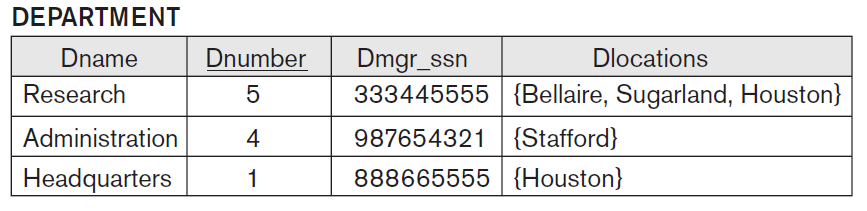 DEPARTMENT
Dname Dnumber Dmgr_ssn Dlocations
Research 5 333445555 {Bellaire, Sugarland, Houston}
Administration 4 987654321 {Stafford}
Headquarters 1 888665555 {Houston}